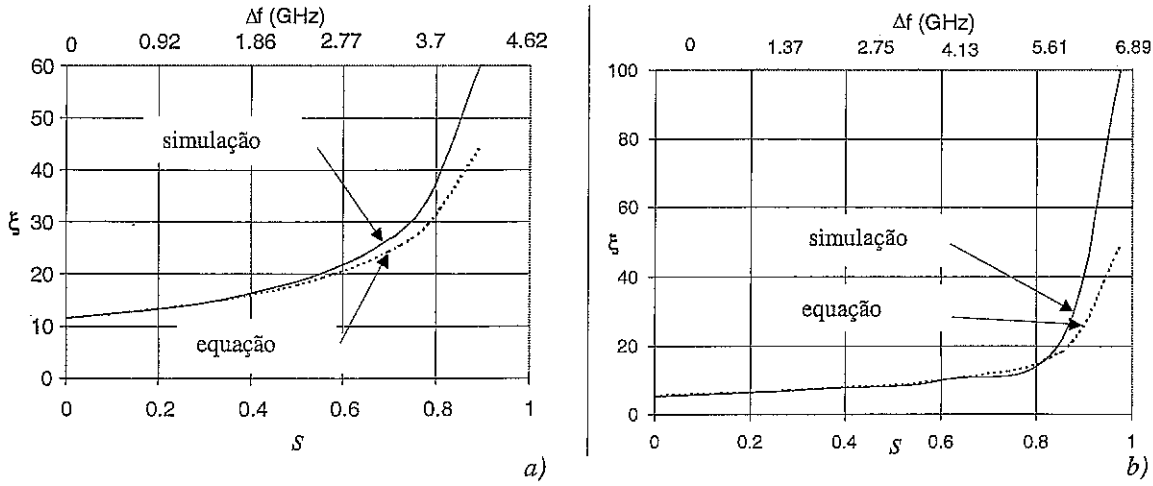 Δf (GHz)
0 0.92 1.86 2.77 3.7 4.62
60
50
40
30
20
10
0
ξ
simulação
equação
0 0.2 0.4 0.6 0.8 1
s
a)
Δf (GHz)
0 1.37 2.75 4.13 5.61 6.89
100
80
60
40
20
0
ξ
simulação
equação
0 0.2 0.4 0.6 0.8 1
s
b)